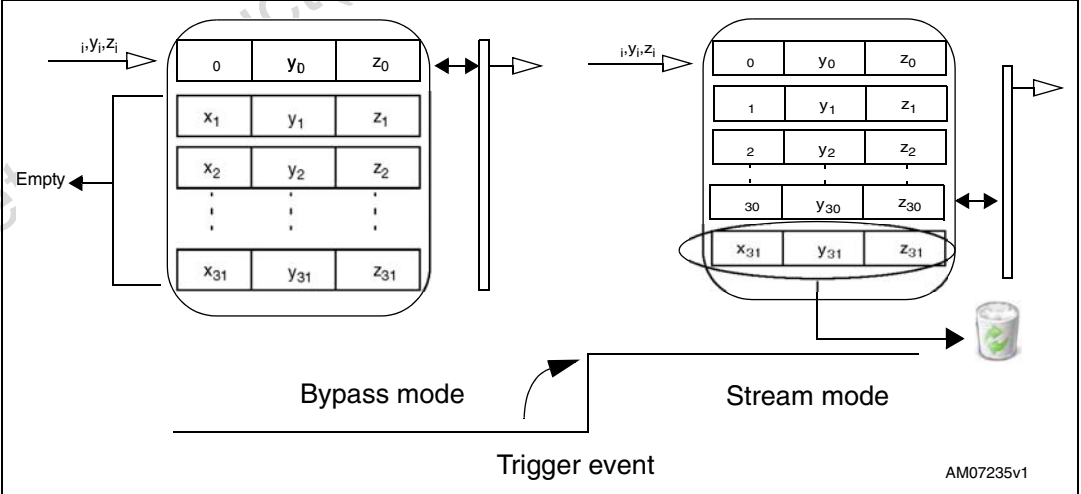 i,yi,zi
0 y0 z0
x1 y1 z1
x2 y2 z2
x31 y31 z31
Empty
i,yi,zi
0 y0 z0
1 y1 z1
2 y2 z2
30 y30 z30
x31 y31 z31
Bypass mode
Stream mode
Trigger event
AM07235v1